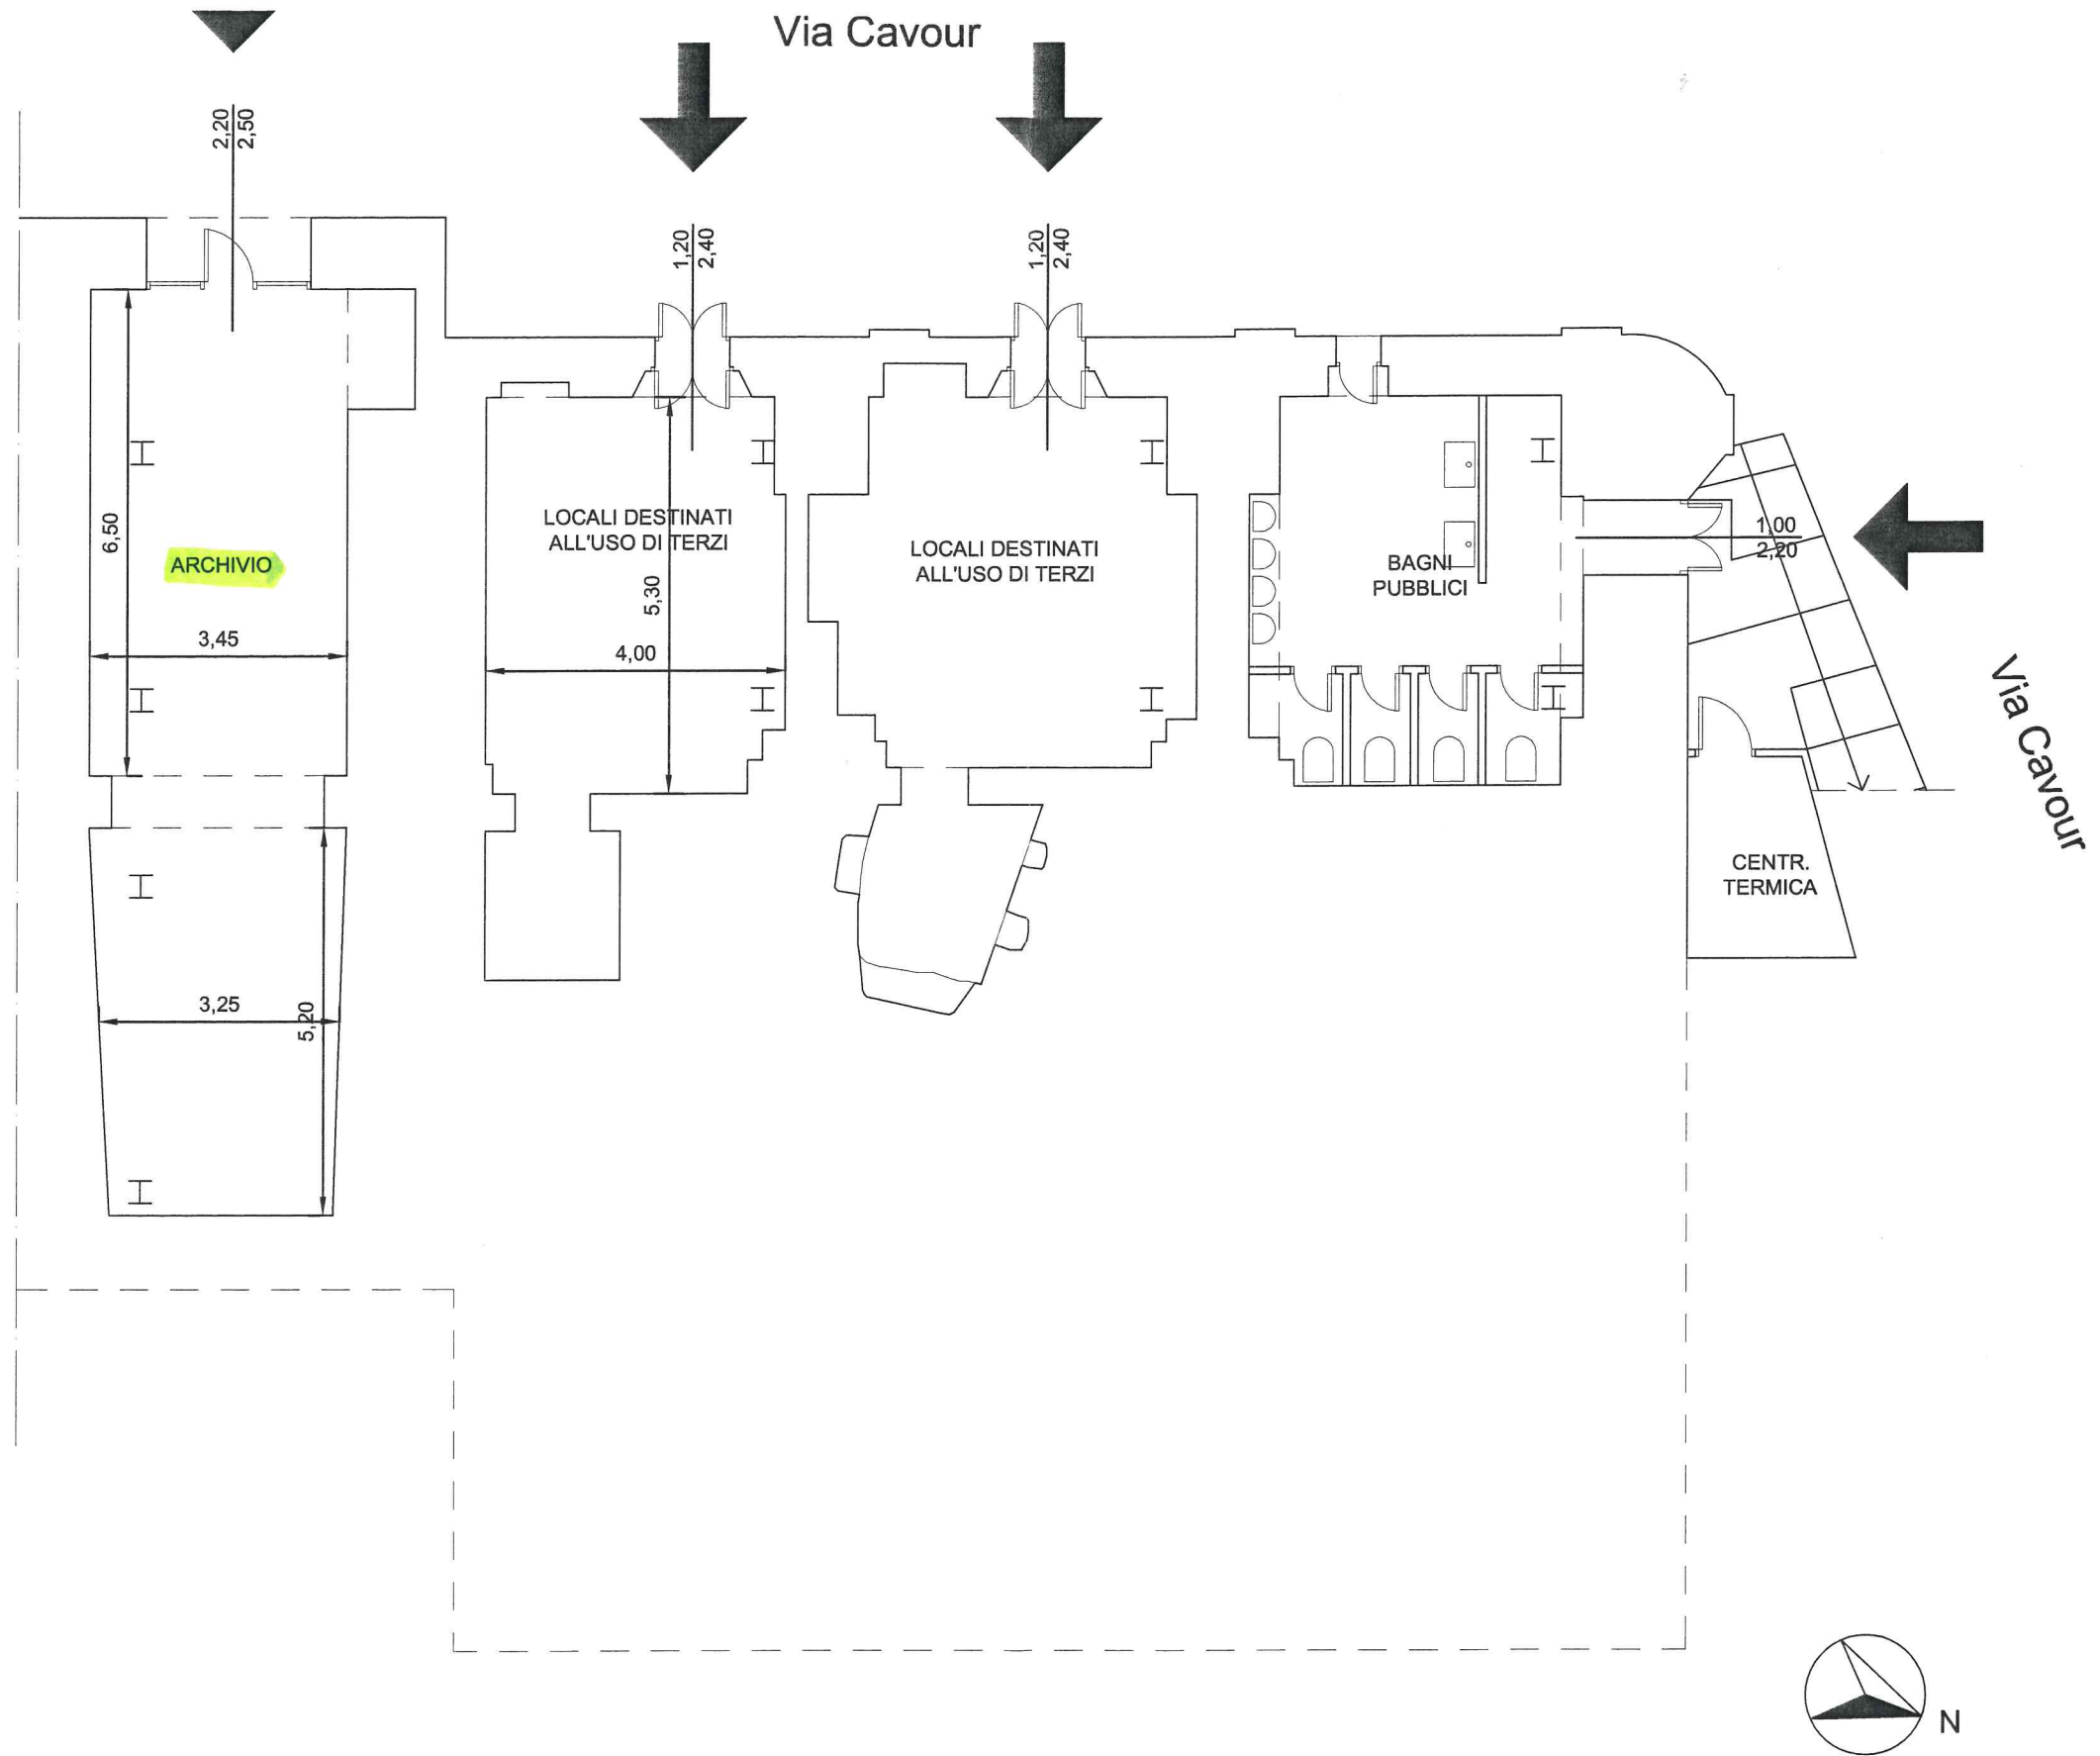 Via Cavour
2,20
2,50
1,20
2,40
1,20
2,40
LOCALI DESTINATI
ALL'USO DI TERZI
LOCALI DESTINATI
ALL'USO DI TERZI
6,50
ARCHIVIO
3,45
5,30
4,00
BAGNI
PUBBLICI
1,00
2,20
Via Cavour
CENTR.
TERMICA
3,25
5,20
N